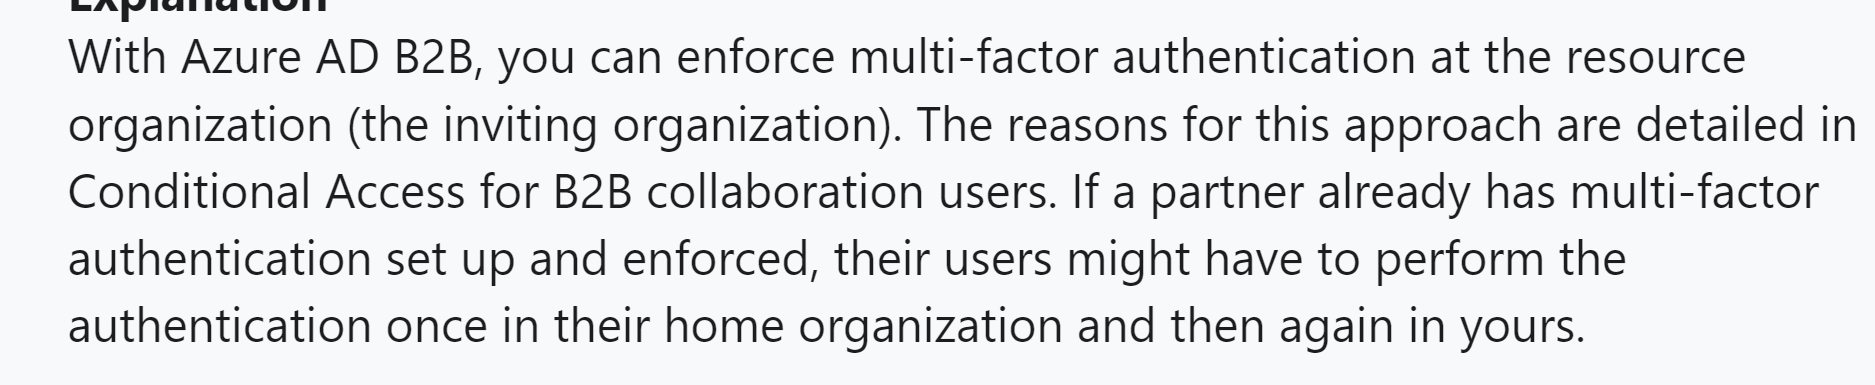 Explanation
With Azure AD B2B, you can enforce multi-factor authentication at the resource
organization (the inviting organization). The reasons for this approach are detailed in
Conditional Access for B2B collaboration users. If a partner already has multi-factor
authentication set up and enforced, their users might have to perform the
authentication once in their home organization and then again in yours.